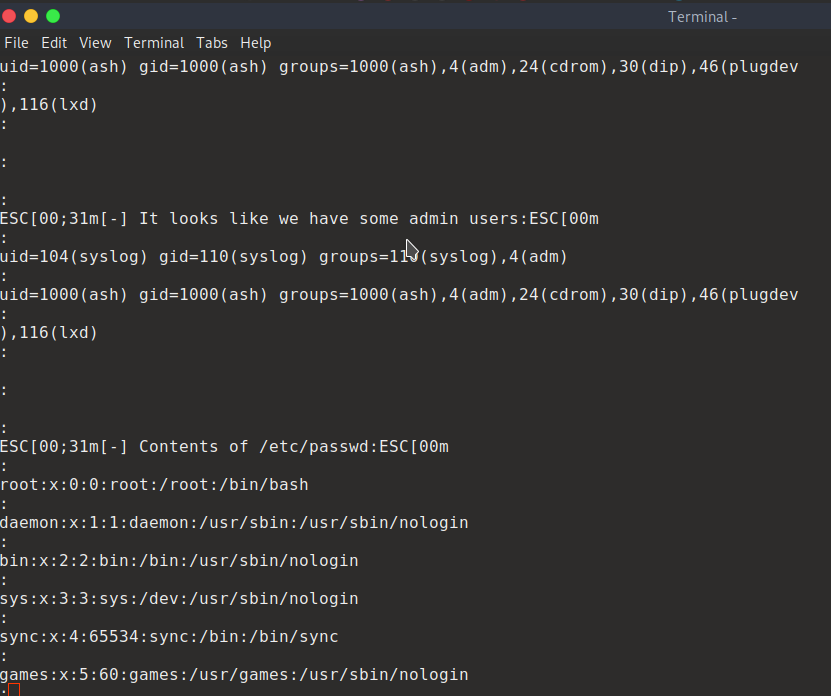 Terminal -
File Edit View Terminal Tabs Help
uid=1000(ash) gid=1000(ash) groups=1000(ash),4(adm),24(cdrom),30(dip),46(plugdev
:
),116(lxd)
:
:
:
ESC[00;31m[-] It looks like we have some admin users:ESC[00m
:
uid=104(syslog) gid=110(syslog) groups=110(syslog),4(adm)
:
uid=1000(ash) gid=1000(ash) groups=1000(ash),4(adm),24(cdrom),30(dip),46(plugdev
:
),116(lxd)
:
:
:
ESC[00;31m[-] Contents of /etc/passwd:ESC[00m
:
root:x:0:0:root:/root:/bin/bash
:
daemon:x:1:1:daemon:/usr/sbin:/usr/sbin/nologin
:
bin:x:2:2:bin:/bin:/usr/sbin/nologin
:
sys:x:3:3:sys:/dev:/usr/sbin/nologin
:
sync:x:4:65534:sync:/bin:/bin/sync
:
games:x:5:60:games:/usr/games:/usr/sbin/nologin
: